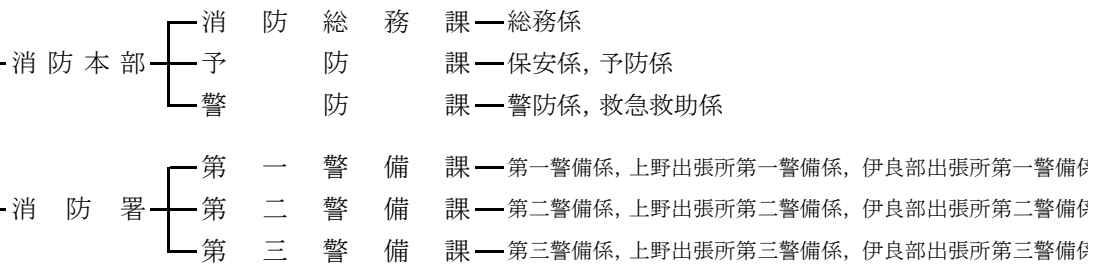 消防総務課 総務係
消防本部 予防課 保安係, 予防係
警防課 警防係, 救急救助係
第一警備課 第一警備係, 上野出張所第一警備係, 伊良部出張所第一警備係
消防署 第二警備課 第二警備係, 上野出張所第二警備係, 伊良部出張所第二警備係
第三警備課 第三警備係, 上野出張所第三警備係, 伊良部出張所第三警備係